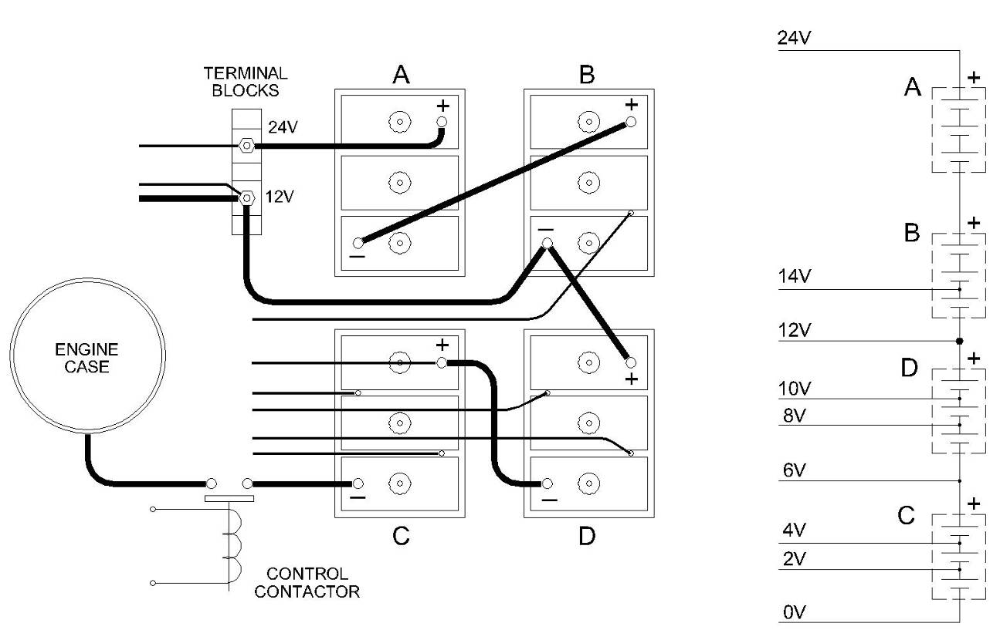 TERMINAL
BLOCKS
24V
12V
A
+
−
B
+
−
ENGINE
CASE
+
−
C
+
−
D
CONTROL
CONTACTOR
24V
A
+
B
+
14V
12V
D
+
10V
8V
6V
C
+
4V
2V
0V